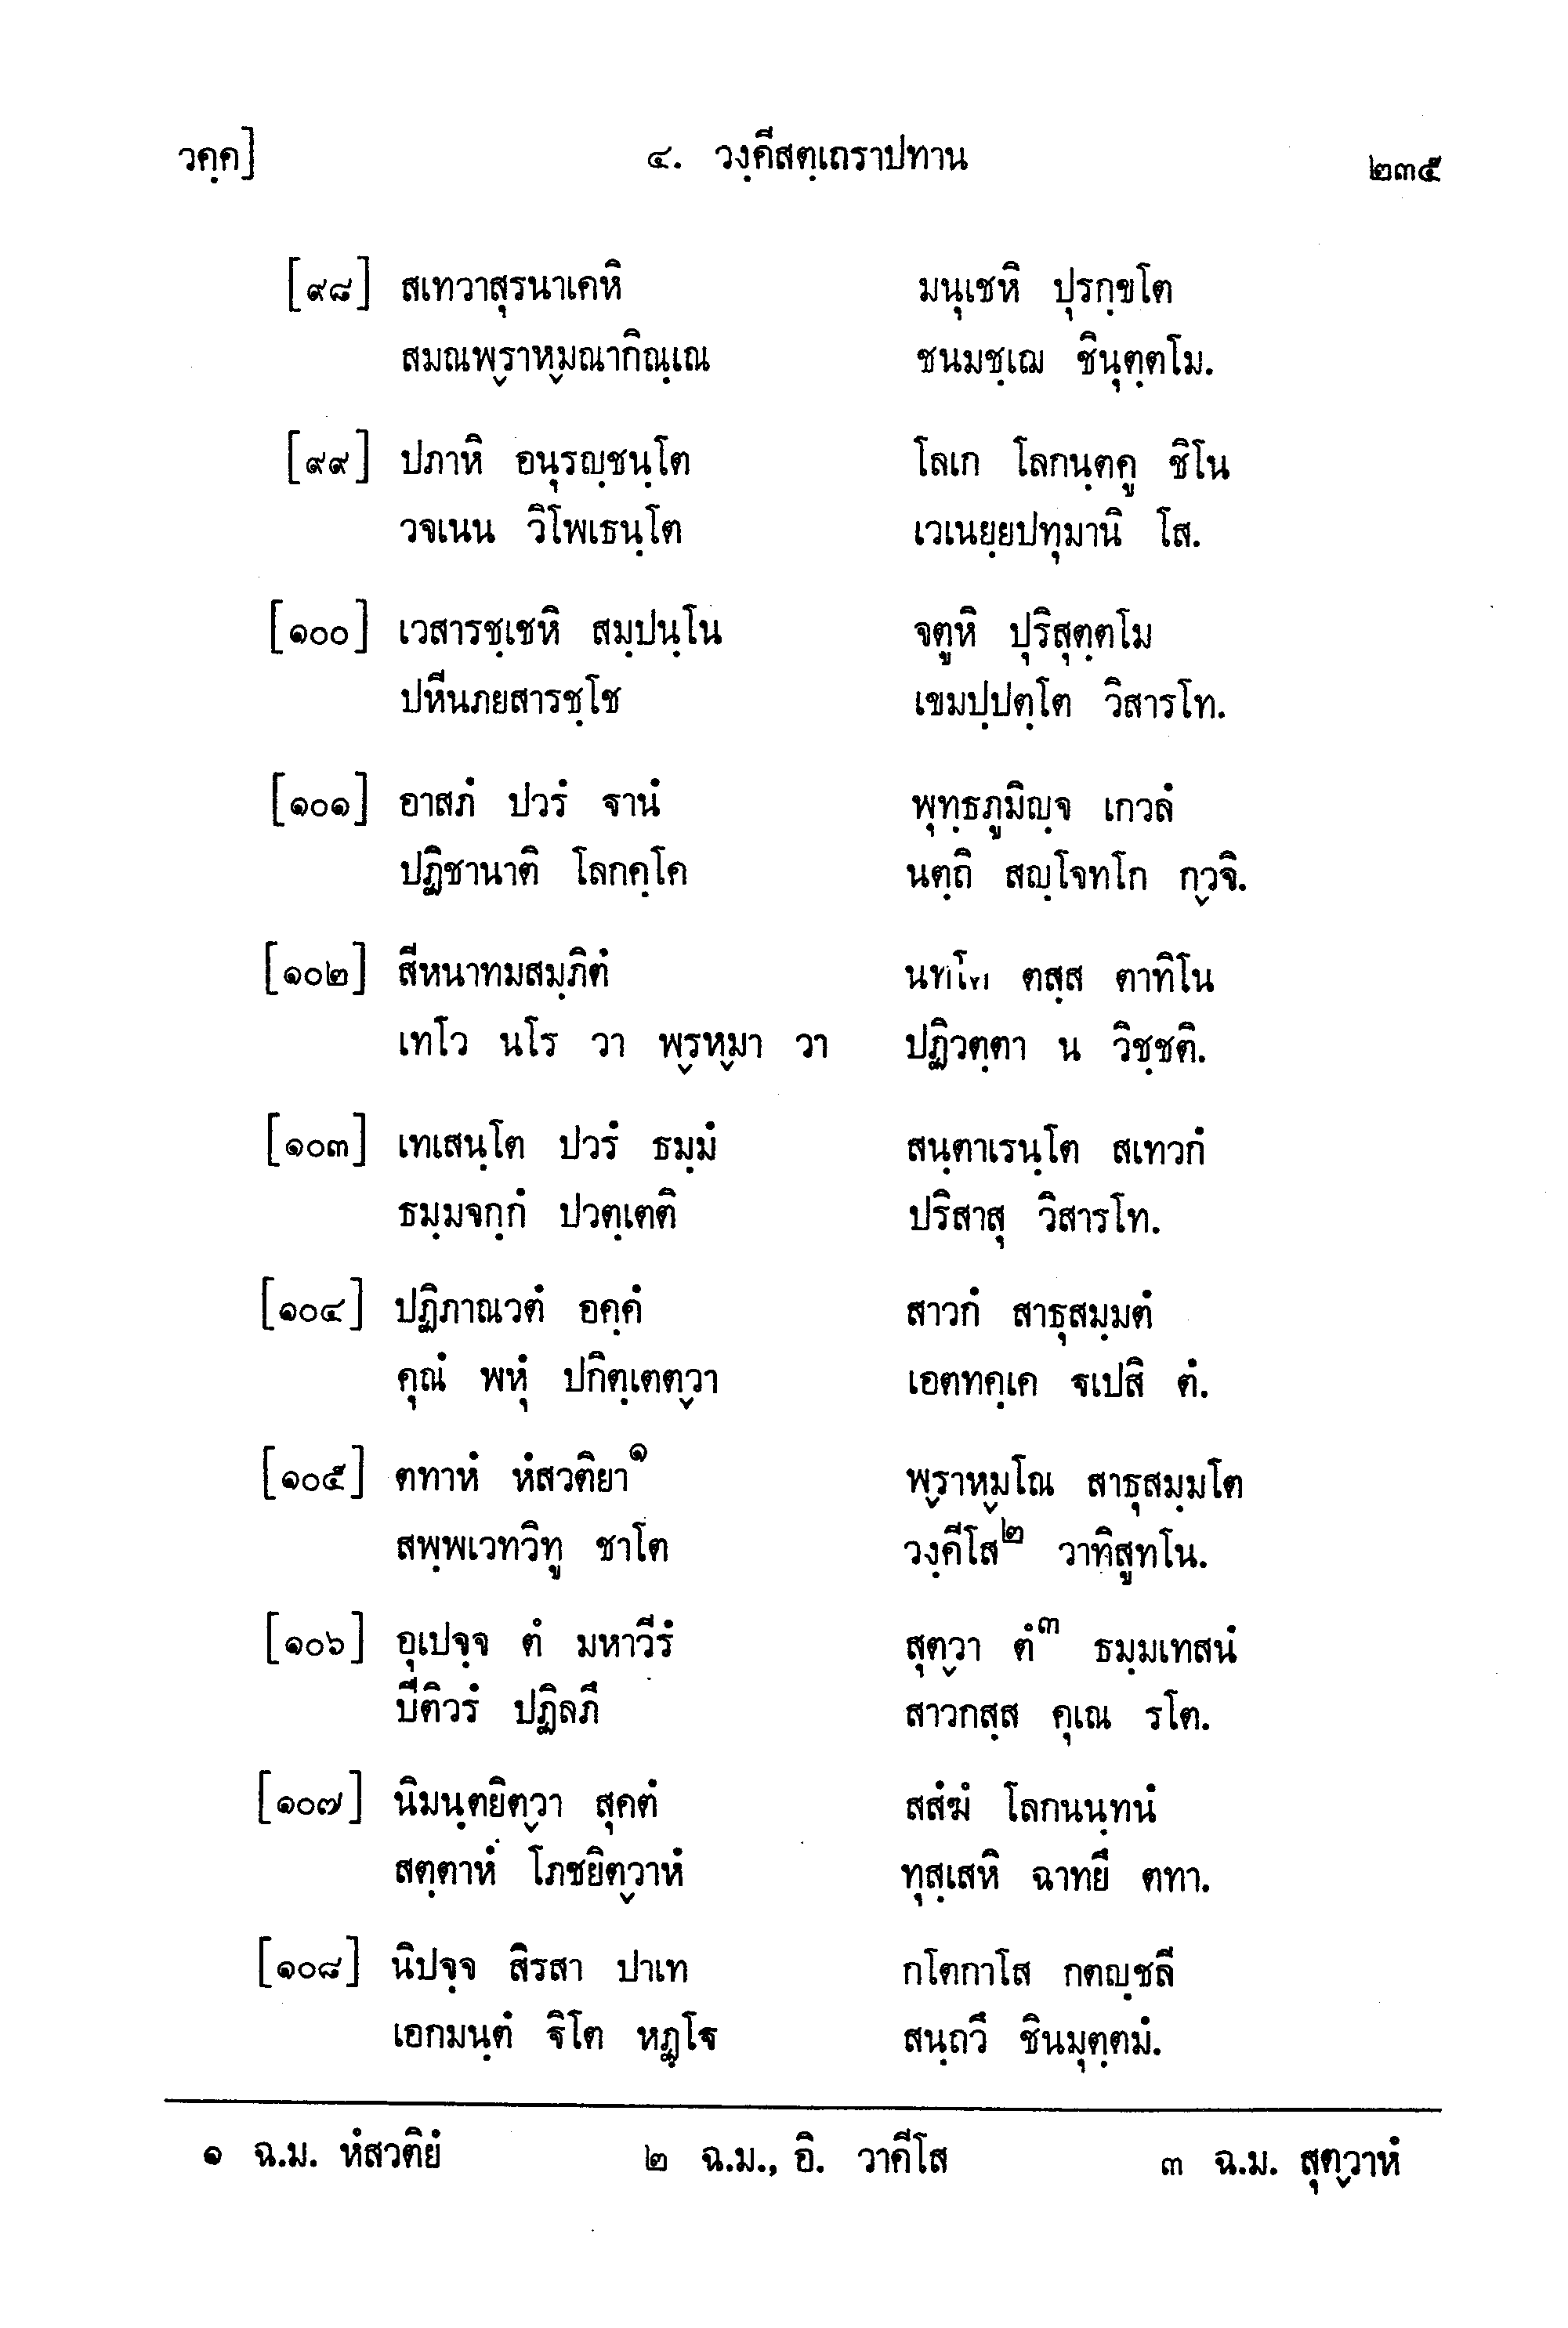 วคฺค] ๔. วงฺคีสตฺเถราปทาน ๒๓๕
[๙๘] สเทวาสุรนาเคหิ มนุเชหิ ปุรกฺขโต
สมณพฺราหฺมณากิณฺเณ ชนมชฺเฌ ชินุตฺตโม.
[๙๙] ปภาหิ อนุรญฺชนฺโต โลเก โลกนฺตคู ชิโน
วจเนน วิโพเธนฺโต เวเนยฺยปทุมานิ โส.
[๑๐๐] เวสารชฺเชหิ สมฺปนฺโน จตูหิ ปุริสุตฺตโม
ปหีนภยสารชฺโช เขมปฺปตฺโต วิสารโท.
[๑๐๑] อาสภํ ปวรํ ฐานํ พุทฺธภูมิญฺจ เกวลํ
ปฏิชานาติ โลกคฺโค นตฺถิ สญฺโจทโก กฺวจิ.
[๑๐๒] สีหนาทมสมฺภิตํ ตสฺส ตาทิโน
เทโว นโร วา พฺรหฺมา วา ปฏิวตฺตา น วิชฺชติ.
[๑๐๓] เทเสนฺโต ปวรํ ธมฺมํ สนฺตาเรนฺโต สเทวกํ
ธมฺมจกฺกํ ปวตฺเตติ ปริสาสุ วิสารโท.
[๑๐๔] ปฏิภาณวตํ อคฺคํ สาวกํ สาธุสมฺมตํ
คุณํ พหุํ ปกิตฺเตตฺวา เอตทคฺเค ฐเปสิ ตํ.
[๑๐๕] ตทาหํ หํสวติยา๑ พฺราหฺมโณ สาธุสมฺมโต
สพฺพเวทวิทู ชาโต วงฺคีโส๒ วาทิสูทโน.
[๑๐๖] อุเปจฺจ ตํ มหาวีรํ สุตฺวา ตํ๓ ธมฺมเทสนํ
ปีติวรํ ปฏิลภึ สาวกสฺส คุเณ รโต.
[๑๐๗] นิมนฺตยิตฺวา สุคตํ สสํฆํ โลกนนฺทนํ
สตฺตาหํ โภชยิตฺวาหํ ทุสฺเสหิ ฉาทยึ ตทา.
[๑๐๘] นิปจฺจ สิรสา ปาเท กโตกาโส กตญฺชลี
เอกมนฺตํ ฐิโต หฏฺโฐ สนฺถวึ ชินมุตฺตมํ.
๑ ฉ.ม. หํสวติยํ ๒ ฉ.ม., อิ. วาคีโส ๓ ฉ.ม. สุตฺวาหํ